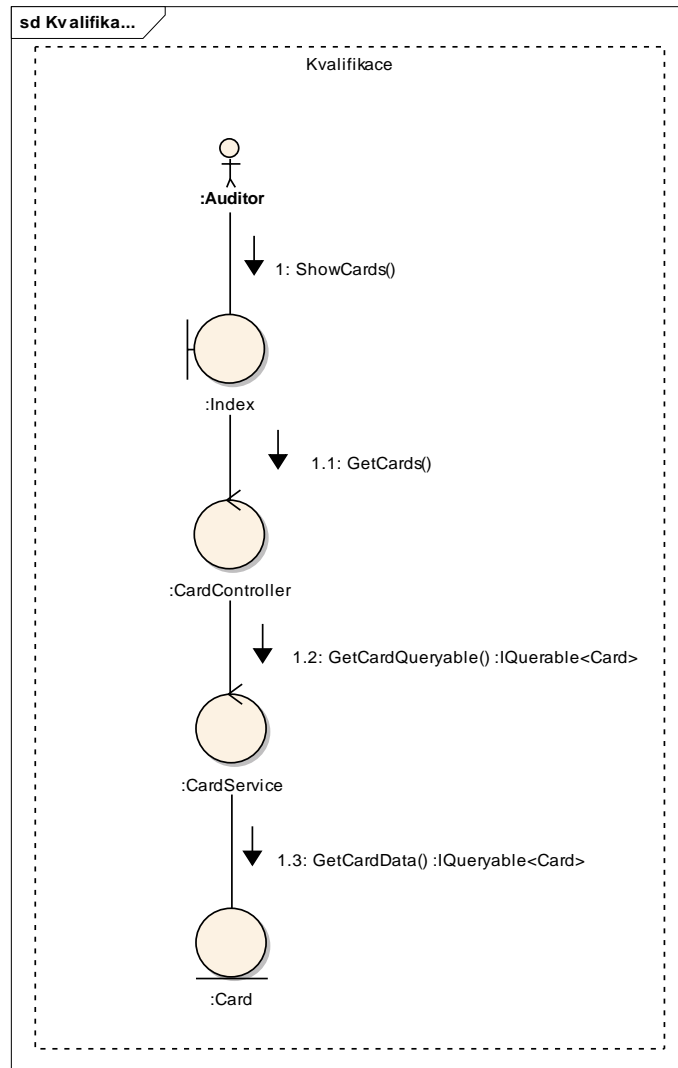 sd Kvalifika...
Kvalifikace
:Auditor
1: ShowCards()
:Index
1.1: GetCards()
:CardController
1.2: GetCardQueryable() :IQuerable<Card>
:CardService
1.3: GetCardData() :IQueryable<Card>
:Card